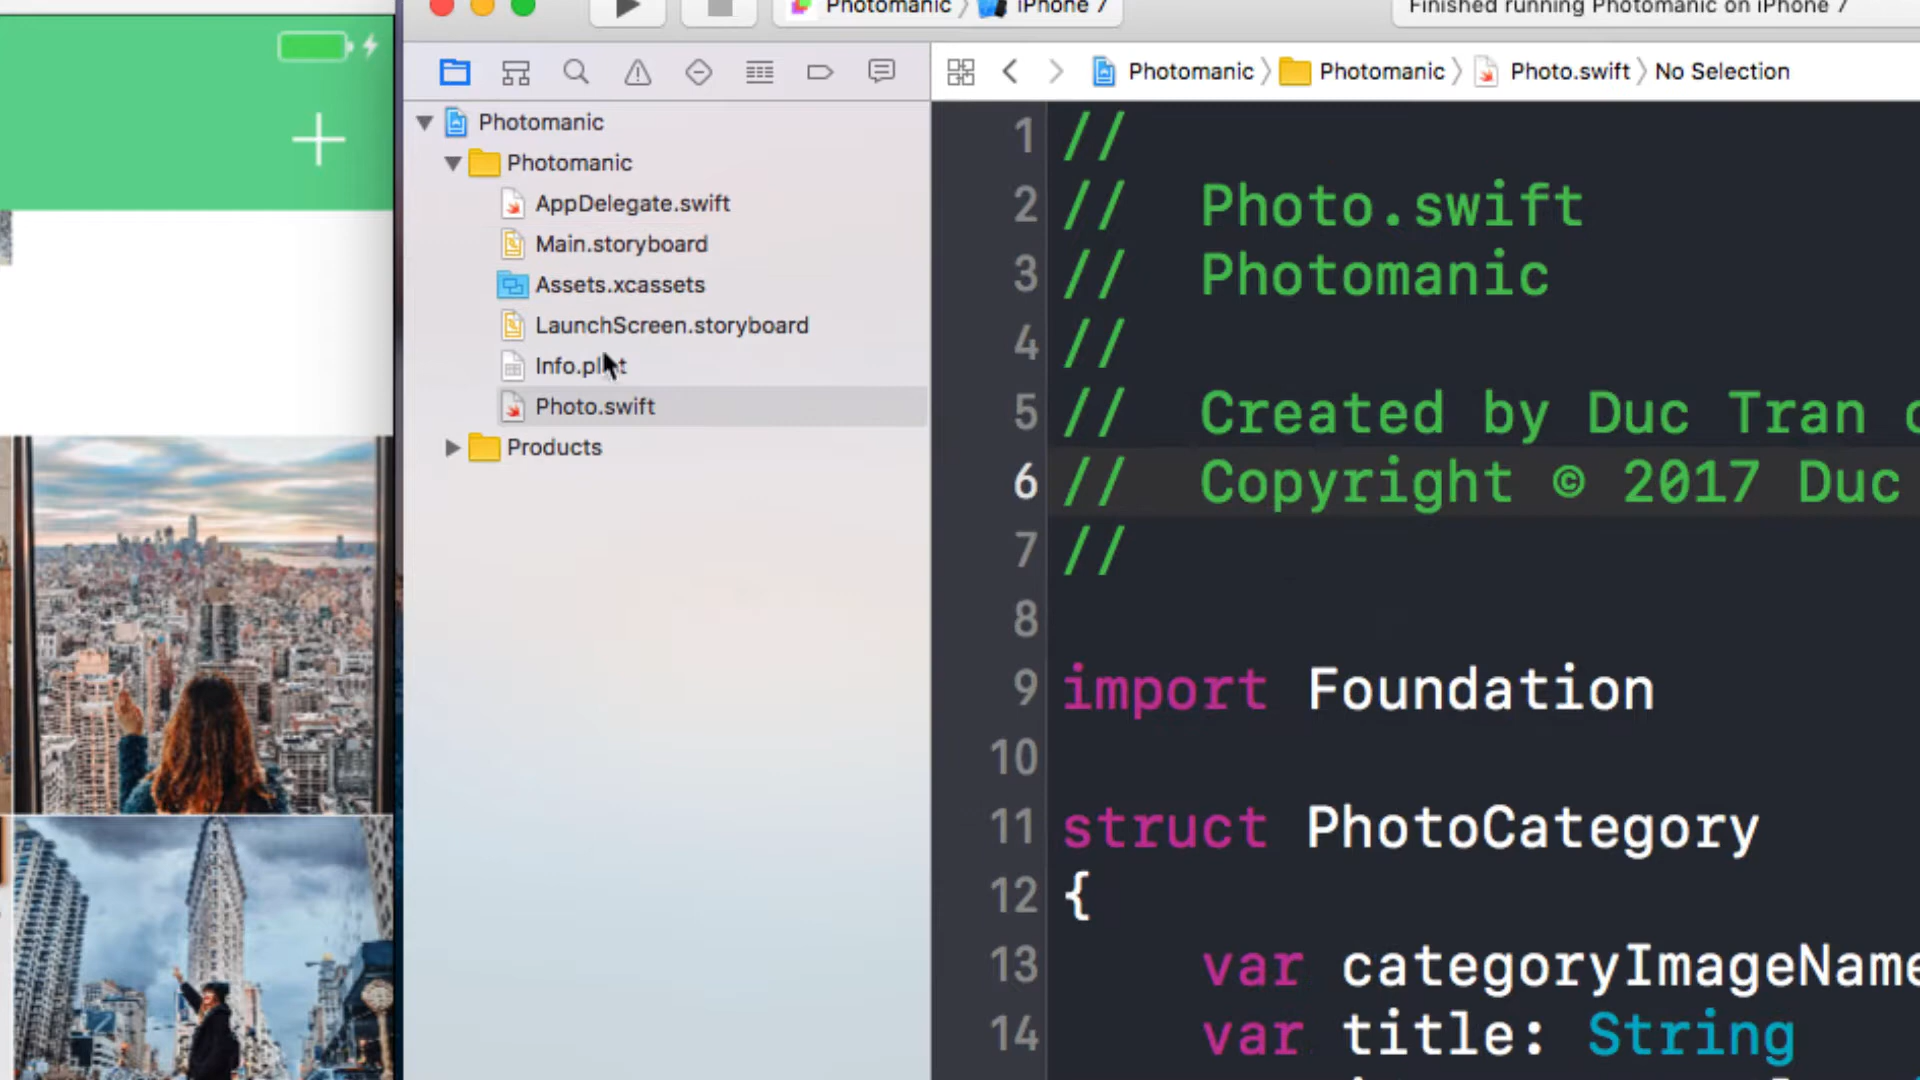 Photomanic iPhone 7
Finished running Photomanic on iPhone 7
Photomanic Photomanic Photo.swift No Selection
Photomanic
Photomanic
AppDelegate.swift
Main.storyboard
Assets.xcassets
LaunchScreen.storyboard
Info.plist
Photo.swift
Products
1 //
2 // Photo.swift
3 // Photomanic
4 //
5 // Created by Duc Tran
6 // Copyright © 2017 Duc
7 //
8
9 import Foundation
10
11 struct PhotoCategory
12 {
13 var categoryImageName
14 var title: String